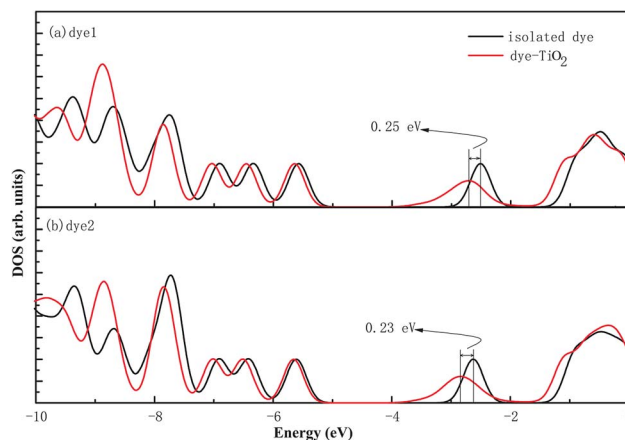 (a)dye1
isolated dye
dye-TiO2
0.25 eV
(b)dye2
0.23 eV
DOS (arb. units)
-10 -8 -6 -4 -2
Energy (eV)